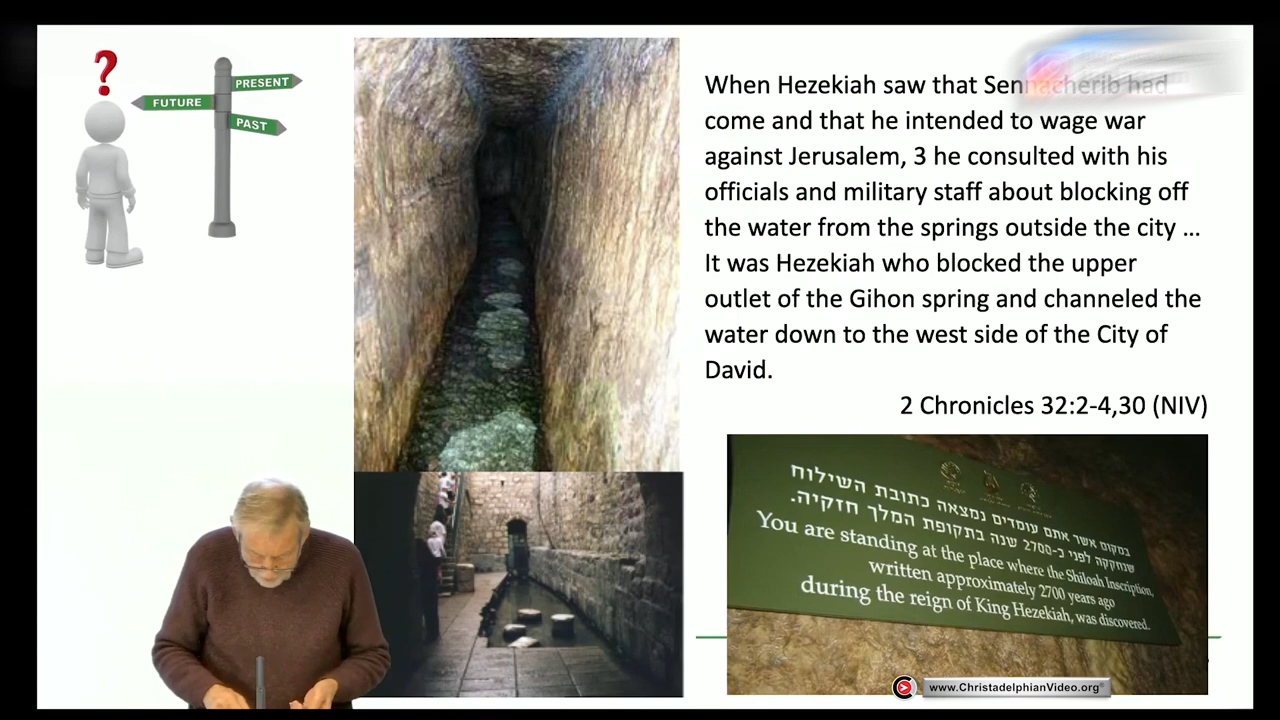 ?
PRESENT
FUTURE
PAST
When Hezekiah saw that Sennacherib had
come and that he intended to wage war
against Jerusalem, 3 he consulted with his
officials and military staff about blocking off
the water from the springs outside the city ...
It was Hezekiah who blocked the upper
outlet of the Gihon spring and channeled the
water down to the west side of the City of
David.
2 Chronicles 32:2-4,30 (NIV)
במקום אשר אתם עומדים נמצאה כתובת השילוח
שנחקקה לפני כ-2700 שנה בתקופת המלך חזקיה.
You are standing at the place where the Shiloah Inscription,
written approximately 2700 years ago
during the reign of King Hezekiah, was discovered.
www.ChristadelphianVideo.org